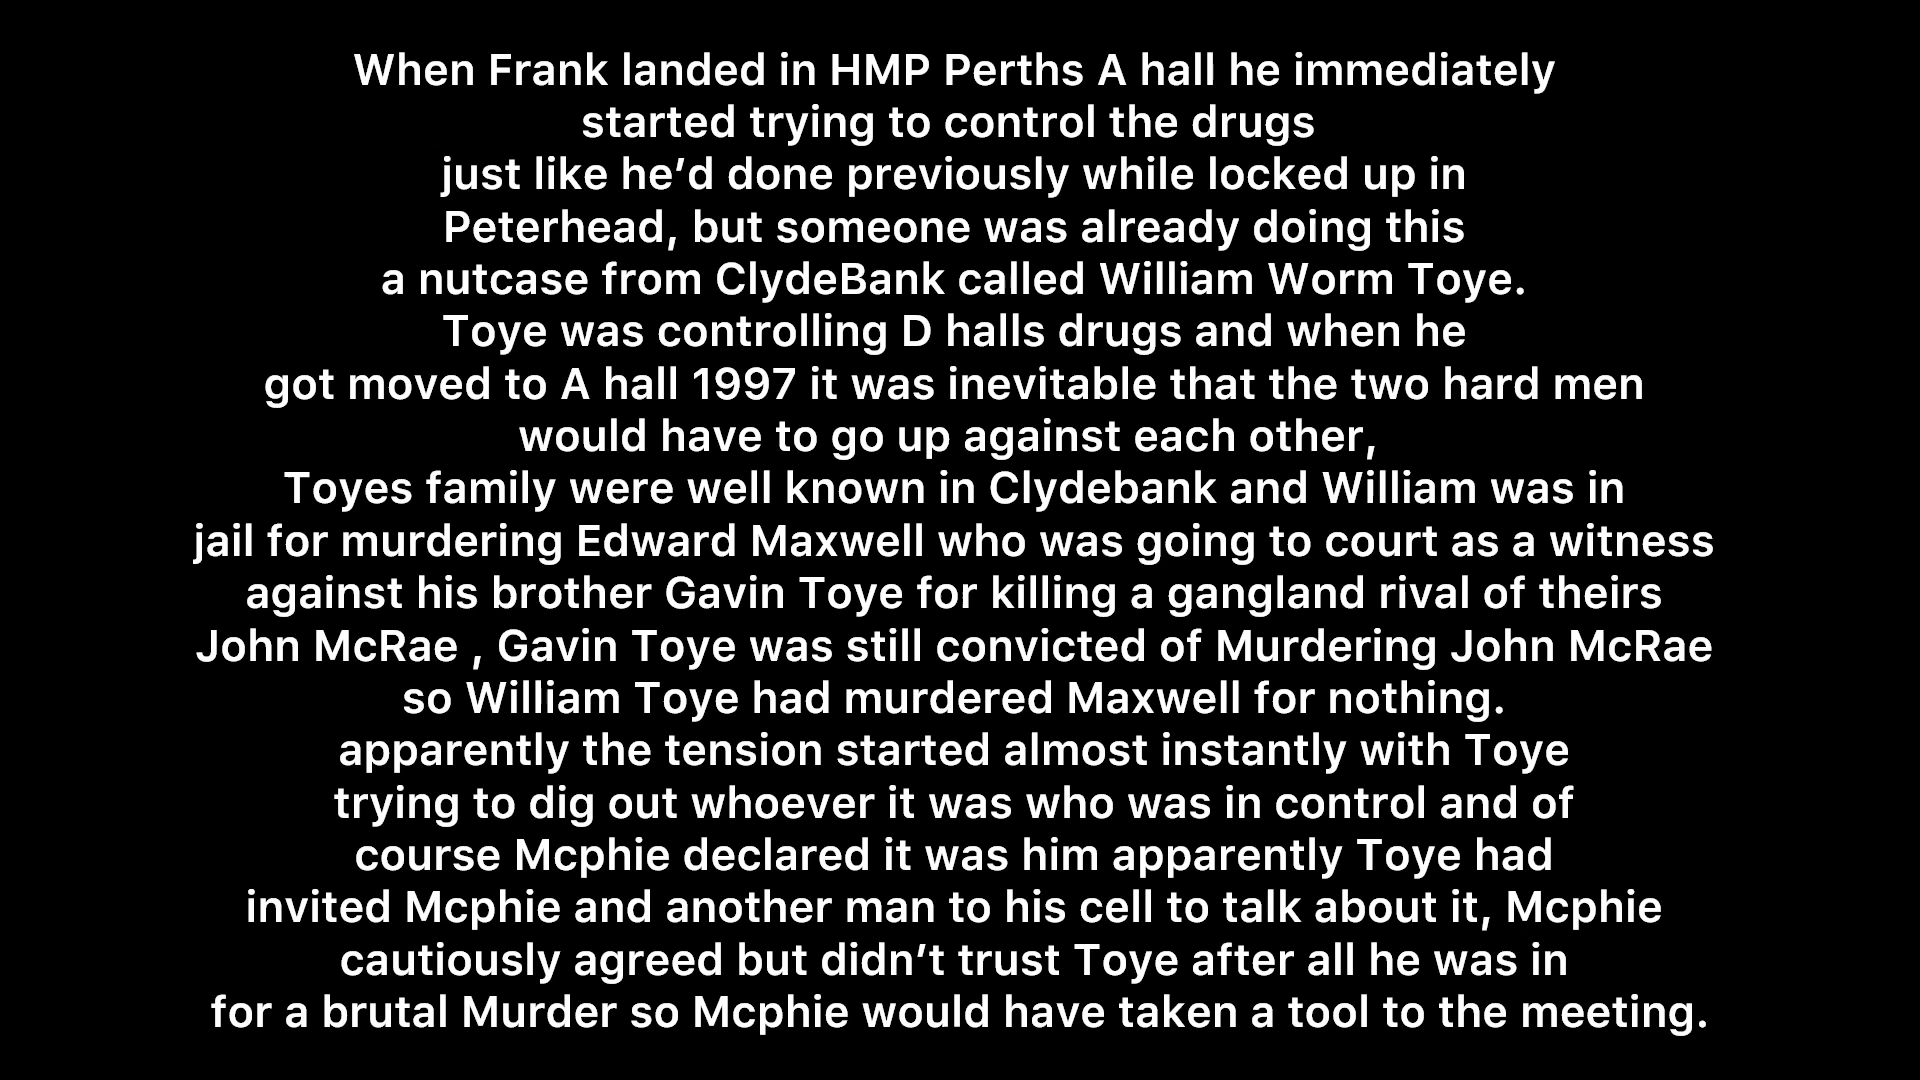 When Frank landed in HMP Perths A hall he immediately
started trying to control the drugs
just like he’d done previously while locked up in
Peterhead, but someone was already doing this
a nutcase from ClydeBank called William Worm Toye.
Toye was controlling D halls drugs and when he
got moved to A hall 1997 it was inevitable that the two hard men
would have to go up against each other,
Toyes family were well known in Clydebank and William was in
jail for murdering Edward Maxwell who was going to court as a witness
against his brother Gavin Toye for killing a gangland rival of theirs
John McRae , Gavin Toye was still convicted of Murdering John McRae
so William Toye had murdered Maxwell for nothing.
apparently the tension started almost instantly with Toye
trying to dig out whoever it was who was in control and of
course Mcphie declared it was him apparently Toye had
invited Mcphie and another man to his cell to talk about it, Mcphie
cautiously agreed but didn’t trust Toye after all he was in
for a brutal Murder so Mcphie would have taken a tool to the meeting.